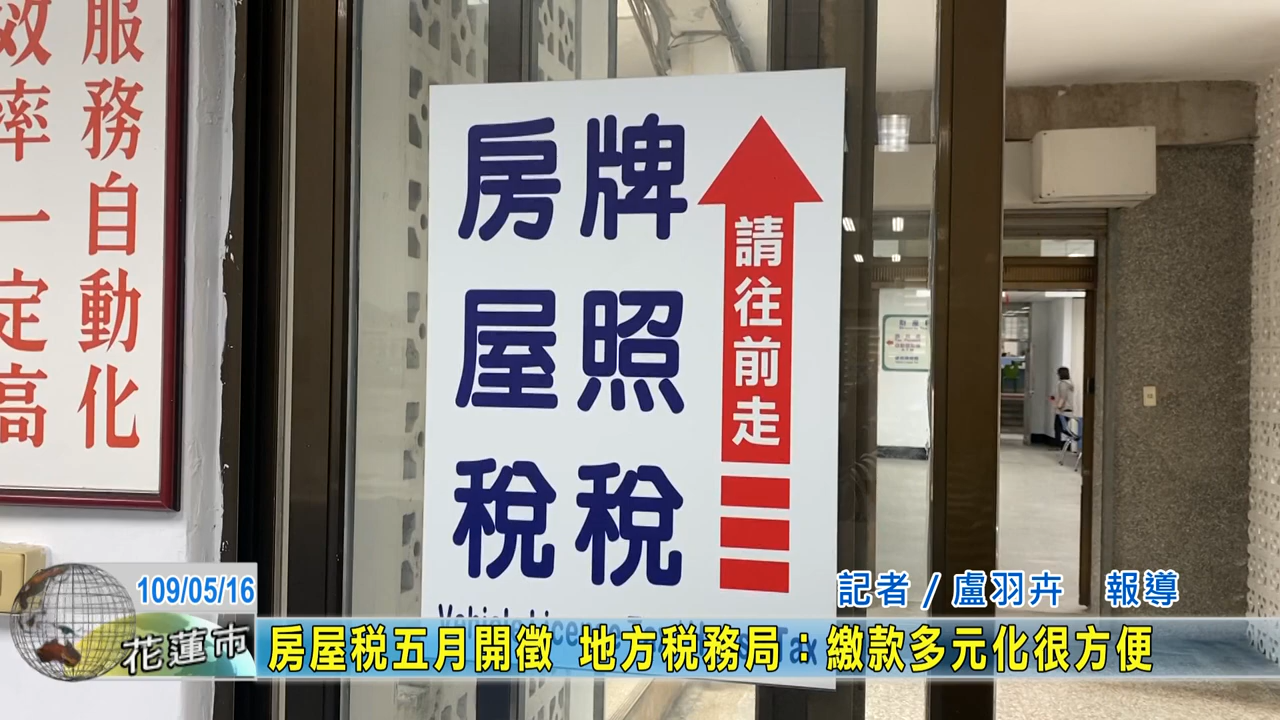 服務自動化
效率一定高
牌照稅
房屋稅
請往前走
109/05/16
記者/盧羽卉 報導
花蓮市
房屋稅五月開徵 地方稅務局：繳款多元化很方便